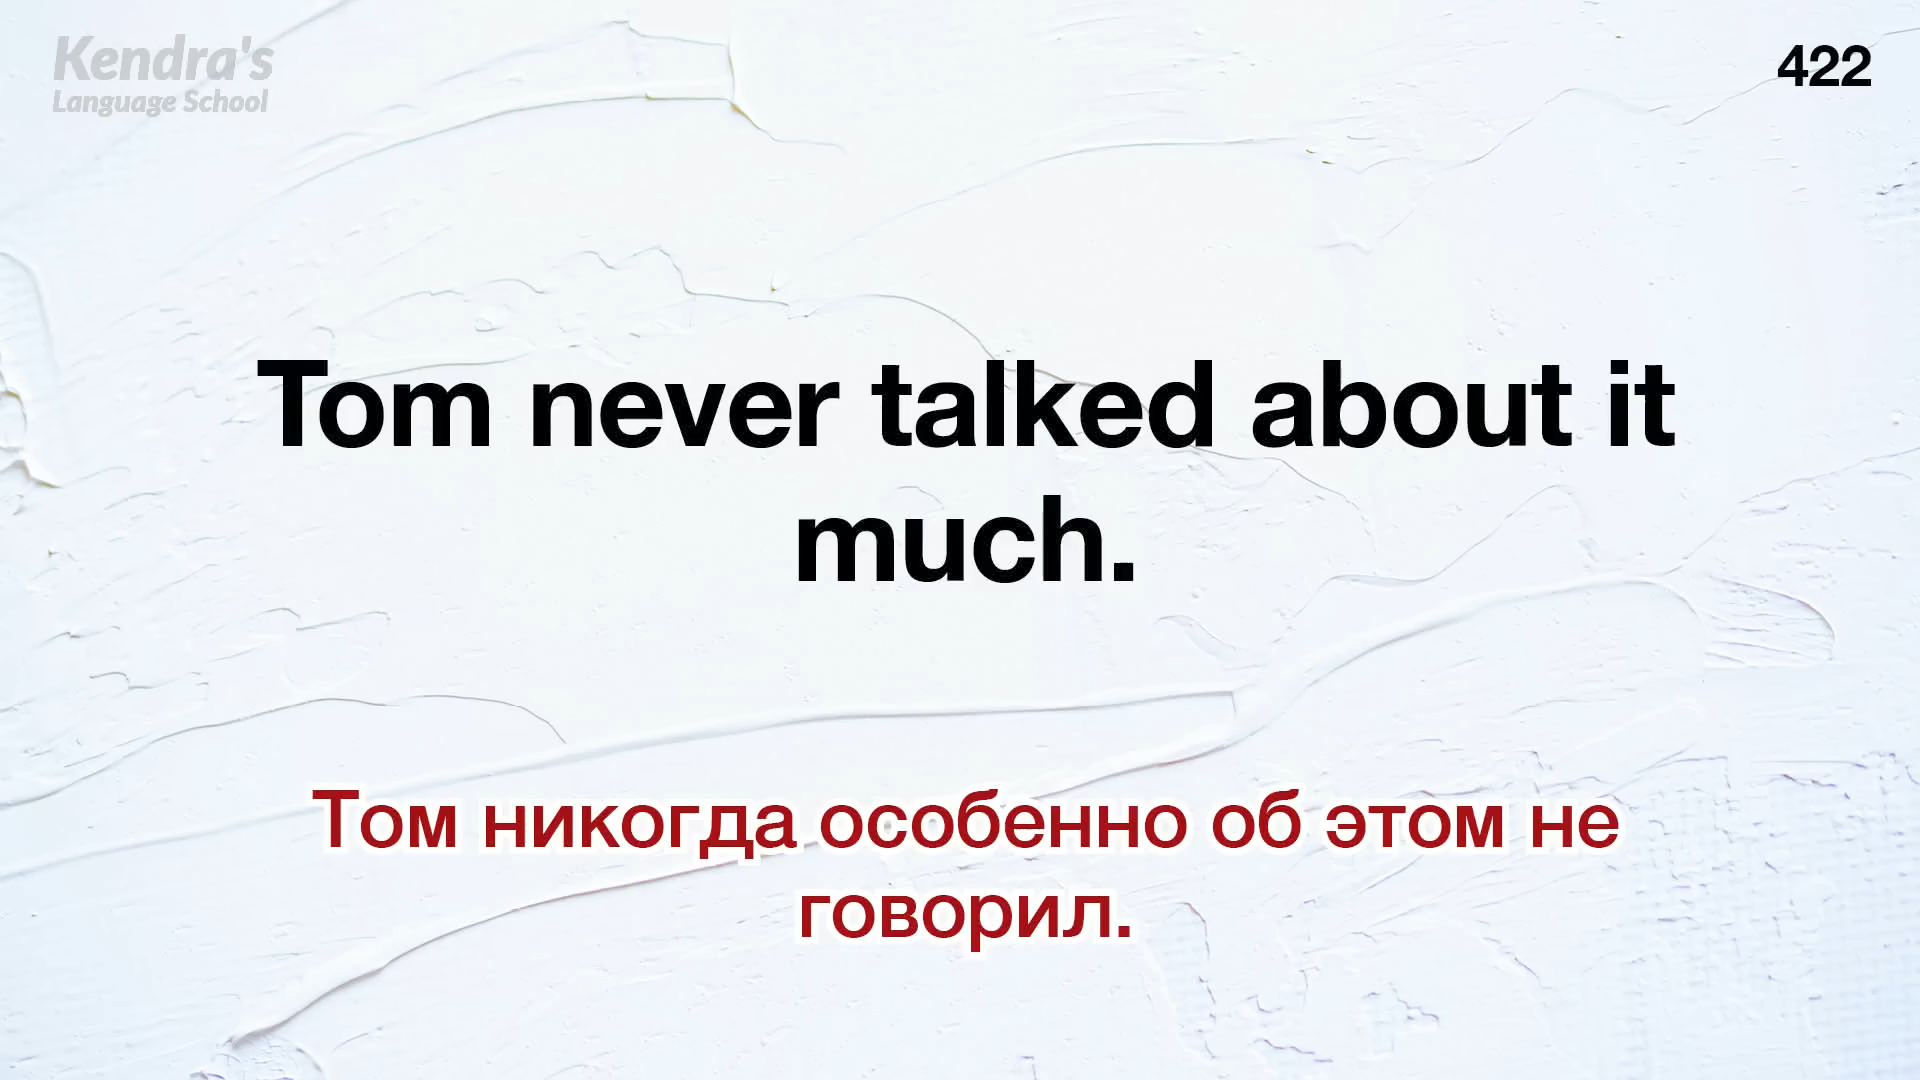 Kendra's
Language School
422
Tom never talked about it
much.
Том никогда особенно об этом не
говорил.